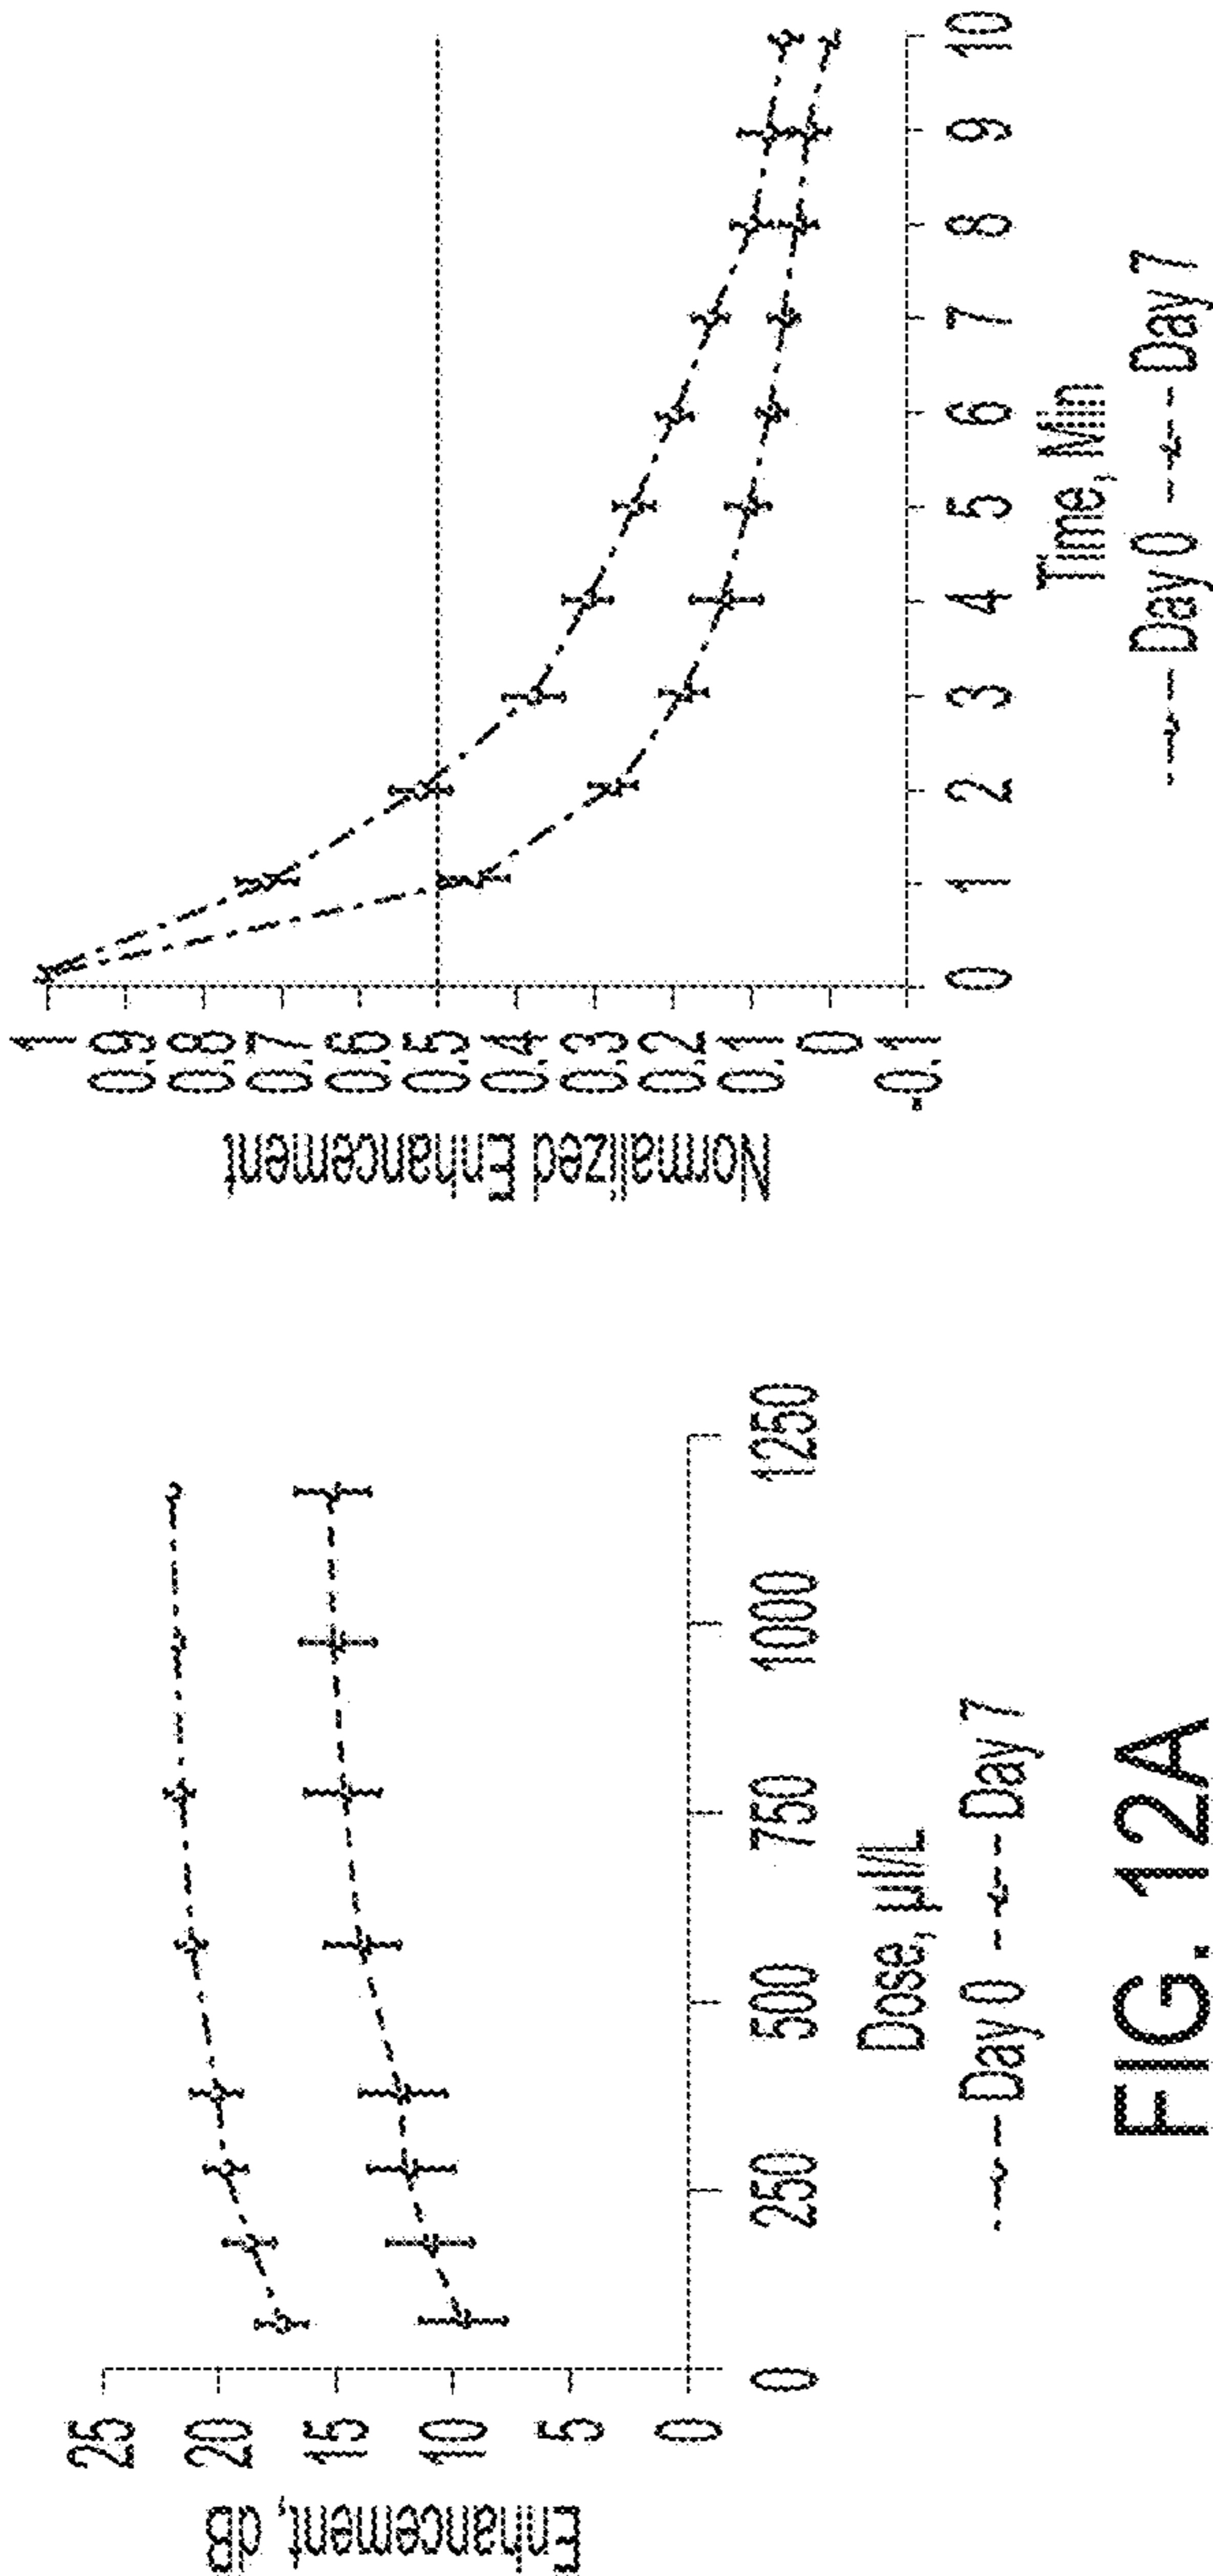 Enhancement, dB
25
20
15
10
5
0
0 250 500 750 1000 1250
Dose, µl/L
Day 0 Day 7
Normalized Enhancement
1
0.9
0.8
0.7
0.6
0.5
0.4
0.3
0.2
0.1
0
-0.1
0 1 2 3 4 5 6 7 8 9 10
Time, Min
Day 0 Day 7
FIG. 12A